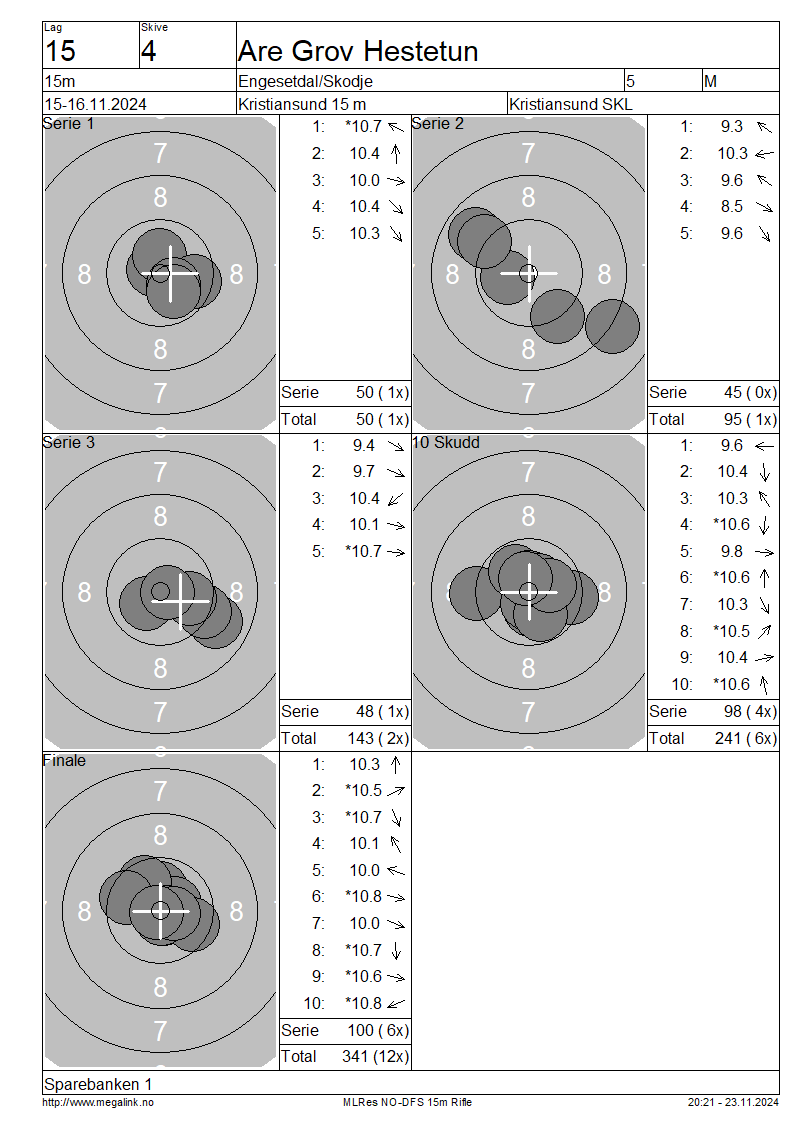 Lag
Skive
15
4
Are Grov Hestetun
15m
Engesetdal/Skodje
5
M
15-16.11.2024
Kristiansund 15 m
Kristiansund SKL
Serie 1
7
8
8
8
8
7
1: *10.7
2: 10.4
3: 10.0
4: 10.4
5: 10.3
Serie 50 ( 1x)
Total 50 ( 1x)
Serie 2
7
8
8
8
8
7
1: 9.3
2: 10.3
3: 9.6
4: 8.5
5: 9.6
Serie 45 ( 0x)
Total 95 ( 1x)
Serie 3
7
8
8
8
8
7
1: 9.4
2: 9.7
3: 10.4
4: 10.1
5: *10.7
Serie 48 ( 1x)
Total 143 ( 2x)
10 Skudd
7
8
8
8
8
7
1: 9.6
2: 10.4
3: 10.3
4: *10.6
5: 9.8
6: *10.6
7: 10.3
8: *10.5
9: 10.4
10: *10.6
Serie 98 ( 4x)
Total 241 ( 6x)
Finale
7
8
8
8
8
7
1: 10.3
2: *10.5
3: *10.7
4: 10.1
5: 10.0
6: *10.8
7: 10.0
8: *10.7
9: *10.6
10: *10.8
Serie 100 ( 6x)
Total 341 (12x)
Sparebanken 1
http://www.megalink.no
MLRes NO-DFS 15m Rifle
20:21 - 23.11.2024